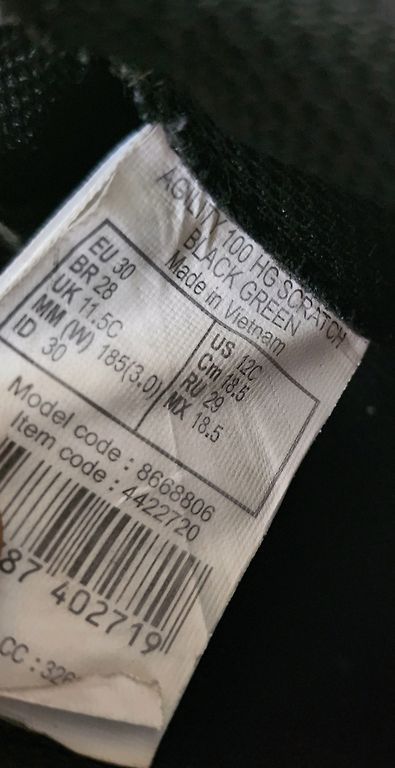 AGILITY 100 HG SCRATCH
BLACK GREEN
Made in Vietnam
EU 30
BR 28
UK 11.5C
MM (W) 185(3.0)
ID 30
US 12C
Cm 18.5
RU 29
MX 18.5
Model code : 8668806
Item code : 4422720
87 402719
CC : 326